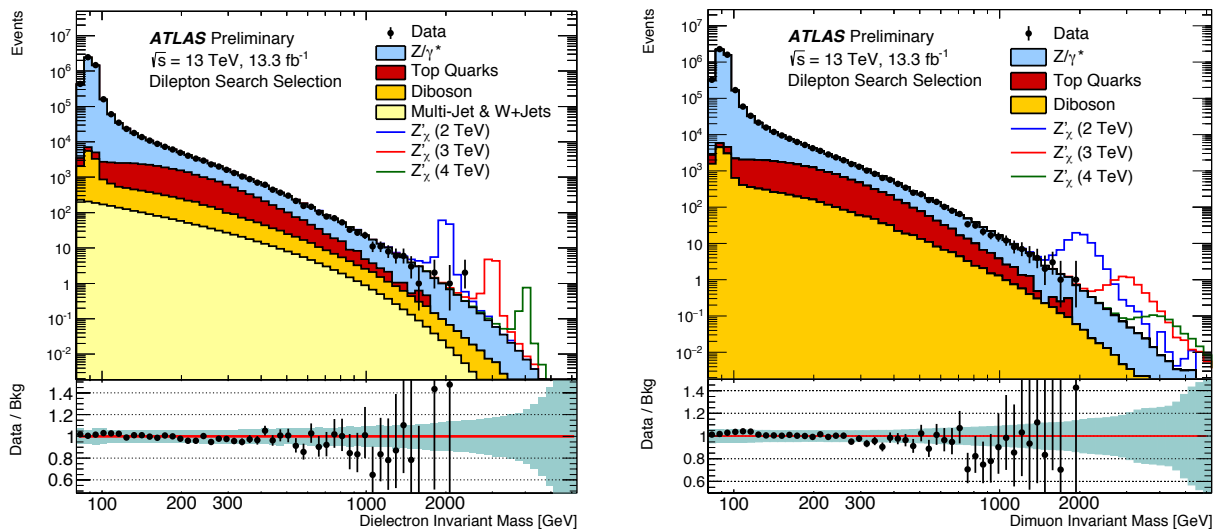 Events
10⁷
10⁶
10⁵
10⁴
10³
10²
10
1
10⁻¹
10⁻²
ATLAS Preliminary
√s = 13 TeV, 13.3 fb⁻¹
Dilepton Search Selection
Data
Z/γ*
Top Quarks
Diboson
Multi-Jet & W+Jets
Z'χ (2 TeV)
Z'χ (3 TeV)
Z'χ (4 TeV)
Data / Bkg
1.4
1.2
1
0.8
0.6
100 200 300 1000 2000
Dielectron Invariant Mass [GeV]
Events
10⁷
10⁶
10⁵
10⁴
10³
10²
10
1
10⁻¹
10⁻²
ATLAS Preliminary
√s = 13 TeV, 13.3 fb⁻¹
Dilepton Search Selection
Data
Z/γ*
Top Quarks
Diboson
Z'χ (2 TeV)
Z'χ (3 TeV)
Z'χ (4 TeV)
Data / Bkg
1.4
1.2
1
0.8
0.6
100 200 300 1000 2000
Dimuon Invariant Mass [GeV]